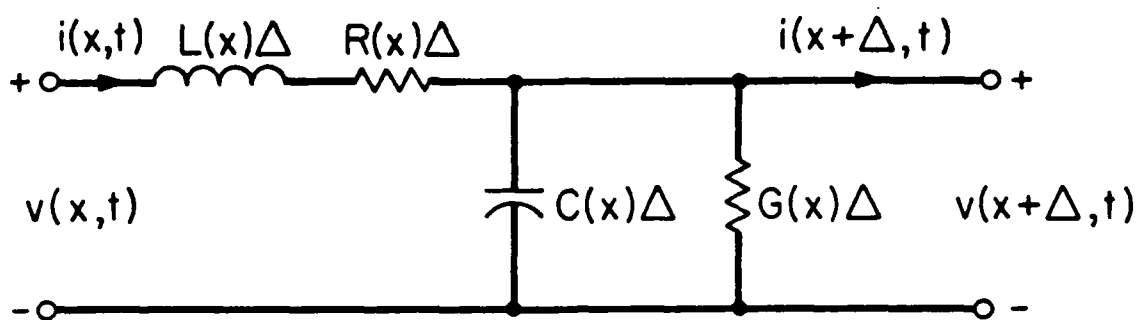 i(x,t) L(x)Δ R(x)Δ i(x+Δ,t)
+ +
v(x,t) C(x)Δ G(x)Δ v(x+Δ,t)
- -